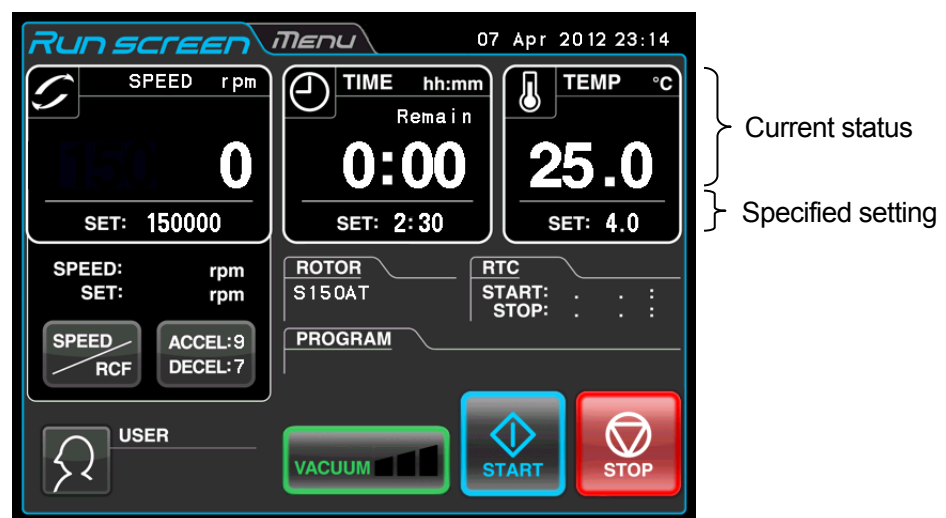 Run screen Menu 07 Apr 2012 23:14
SPEED rpm
0
SET: 150000
TIME hh:mm
Remain
0:00
SET: 2:30
TEMP °C
25.0
SET: 4.0
Current status
Specified setting
SPEED: rpm
SET: rpm
SPEED
RCF
ACCEL:9
DECEL:7
ROTOR
S150AT
RTC
START: . . :
STOP: . . :
PROGRAM
USER
VACUUM
START
STOP